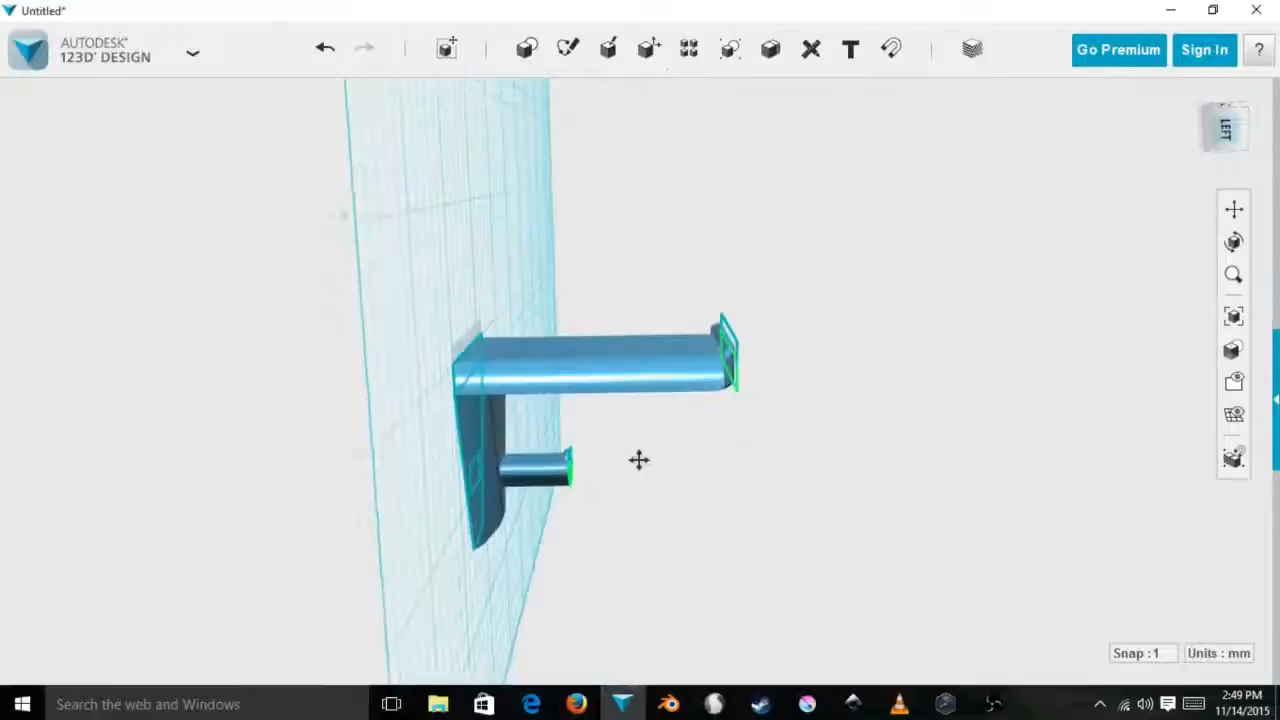 Untitled*
AUTODESK®
123D® DESIGN
Go Premium
Sign In
?
LEFT
Snap : 1
Units : mm
Search the web and Windows
2:49 PM
11/14/2015